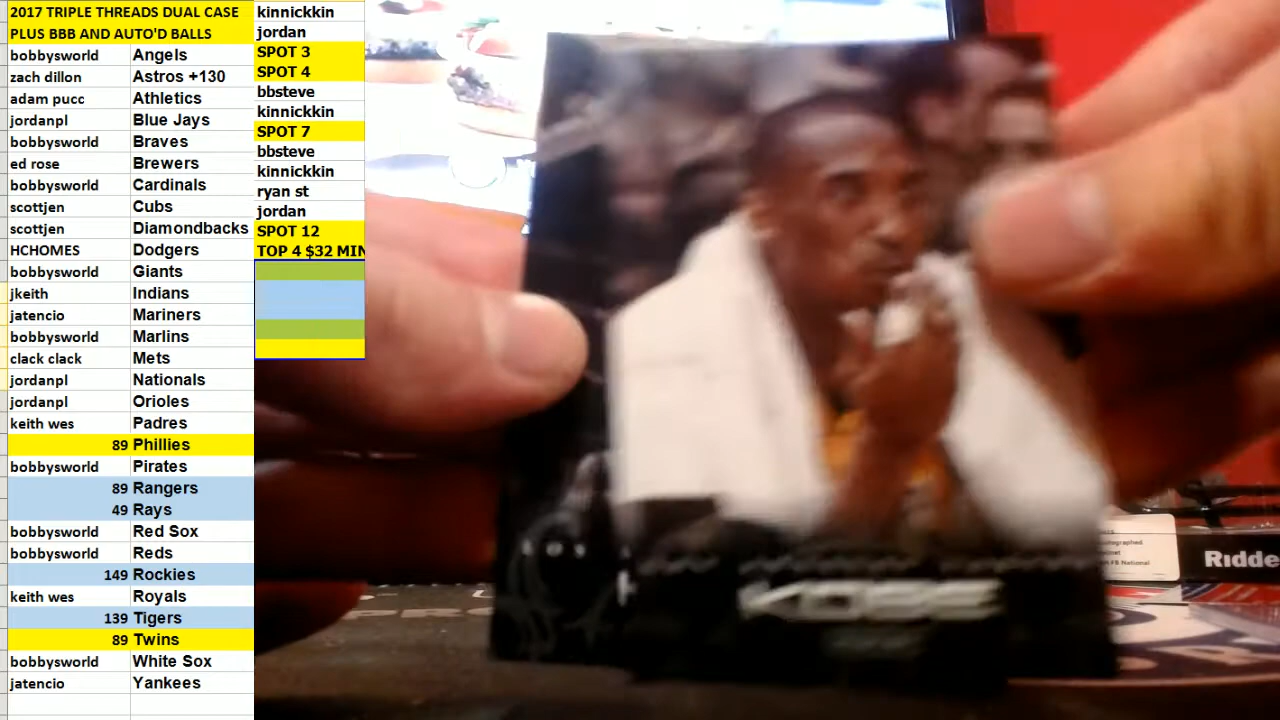 2017 TRIPLE THREADS DUAL CASE
PLUS BBB AND AUTO'D BALLS
bobbysworld Angels
zach dillon Astros +130
adam pucc Athletics
jordanpl Blue Jays
bobbysworld Braves
ed rose Brewers
bobbysworld Cardinals
scottjen Cubs
scottjen Diamondbacks
HCHOMES Dodgers
bobbysworld Giants
jkeith Indians
jatencio Mariners
bobbysworld Marlins
clack clack Mets
jordanpl Nationals
jordanpl Orioles
keith wes Padres
89 Phillies
bobbysworld Pirates
89 Rangers
49 Rays
bobbysworld Red Sox
bobbysworld Reds
149 Rockies
keith wes Royals
139 Tigers
89 Twins
bobbysworld White Sox
jatencio Yankees
kinnickkin
jordan
SPOT 3
SPOT 4
bbsteve
kinnickkin
SPOT 7
bbsteve
kinnickkin
ryan st
jordan
SPOT 12
TOP 4 $32 MIN
KOBE
Ridde